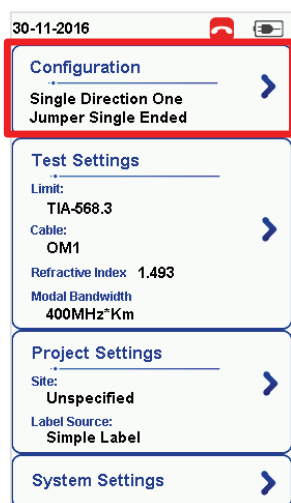 30-11-2016
Configuration
Single Direction One
Jumper Single Ended
Test Settings
Limit:
TIA-568.3
Cable:
OM1
Refractive Index 1.493
Modal Bandwidth
400MHz*Km
Project Settings
Site:
Unspecified
Label Source:
Simple Label
System Settings